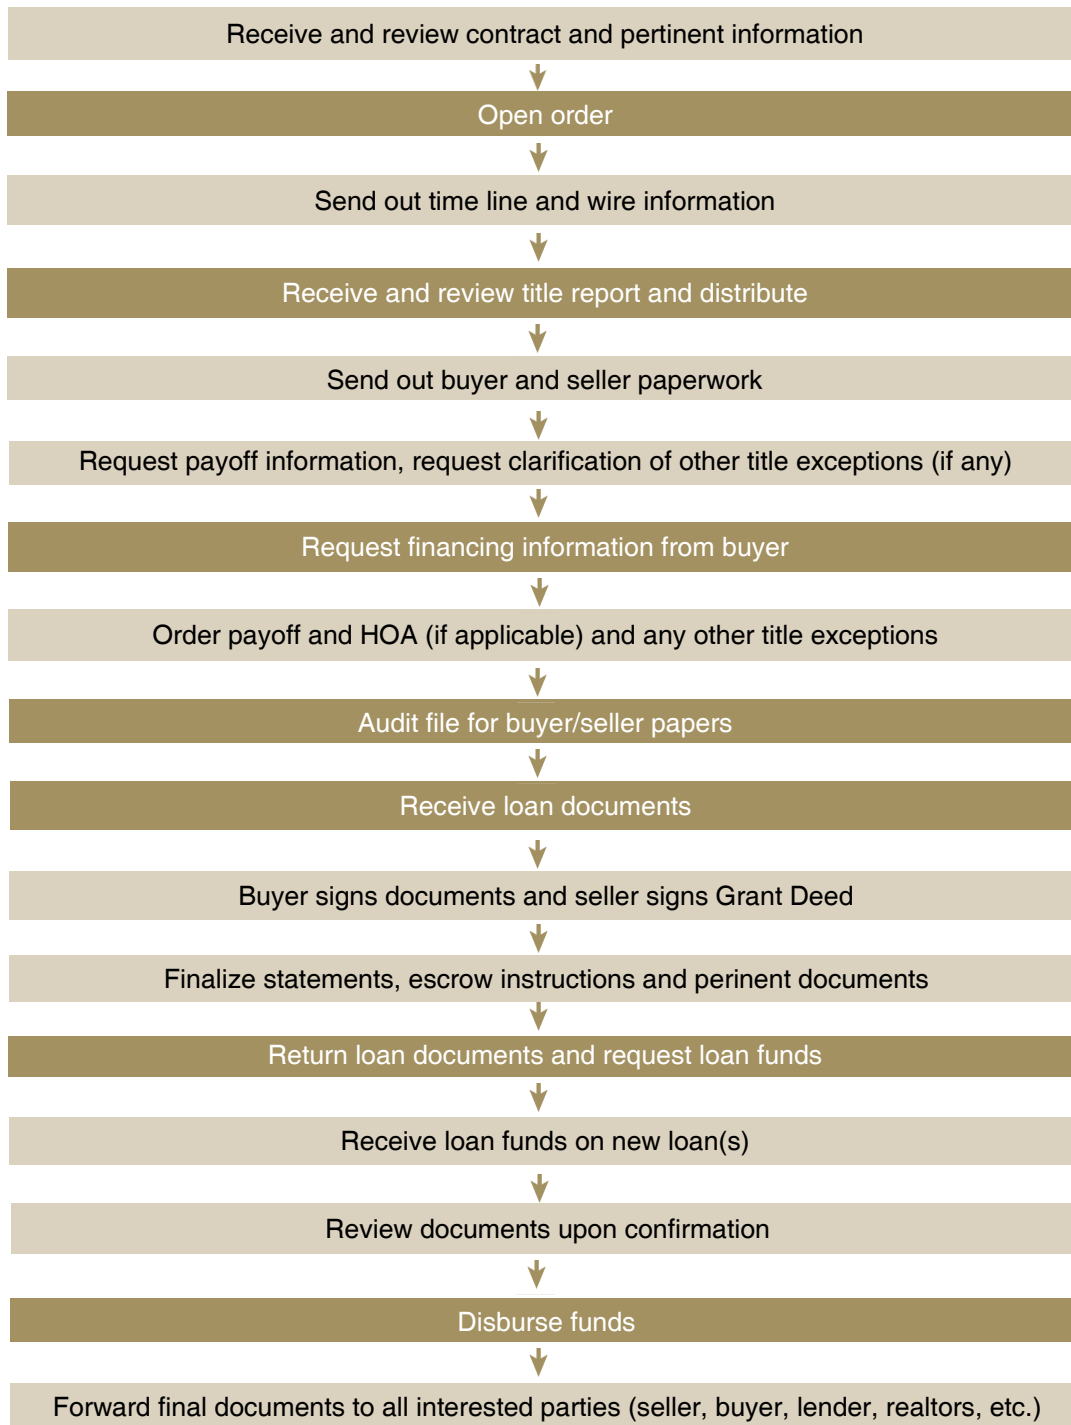 Receive and review contract and pertinent information
Open order
Send out time line and wire information
Receive and review title report and distribute
Send out buyer and seller paperwork
Request payoff information, request clarification of other title exceptions (if any)
Request financing information from buyer
Order payoff and HOA (if applicable) and any other title exceptions
Audit file for buyer/seller papers
Receive loan documents
Buyer signs documents and seller signs Grant Deed
Finalize statements, escrow instructions and perinent documents
Return loan documents and request loan funds
Receive loan funds on new loan(s)
Review documents upon confirmation
Disburse funds
Forward final documents to all interested parties (seller, buyer, lender, realtors, etc.)